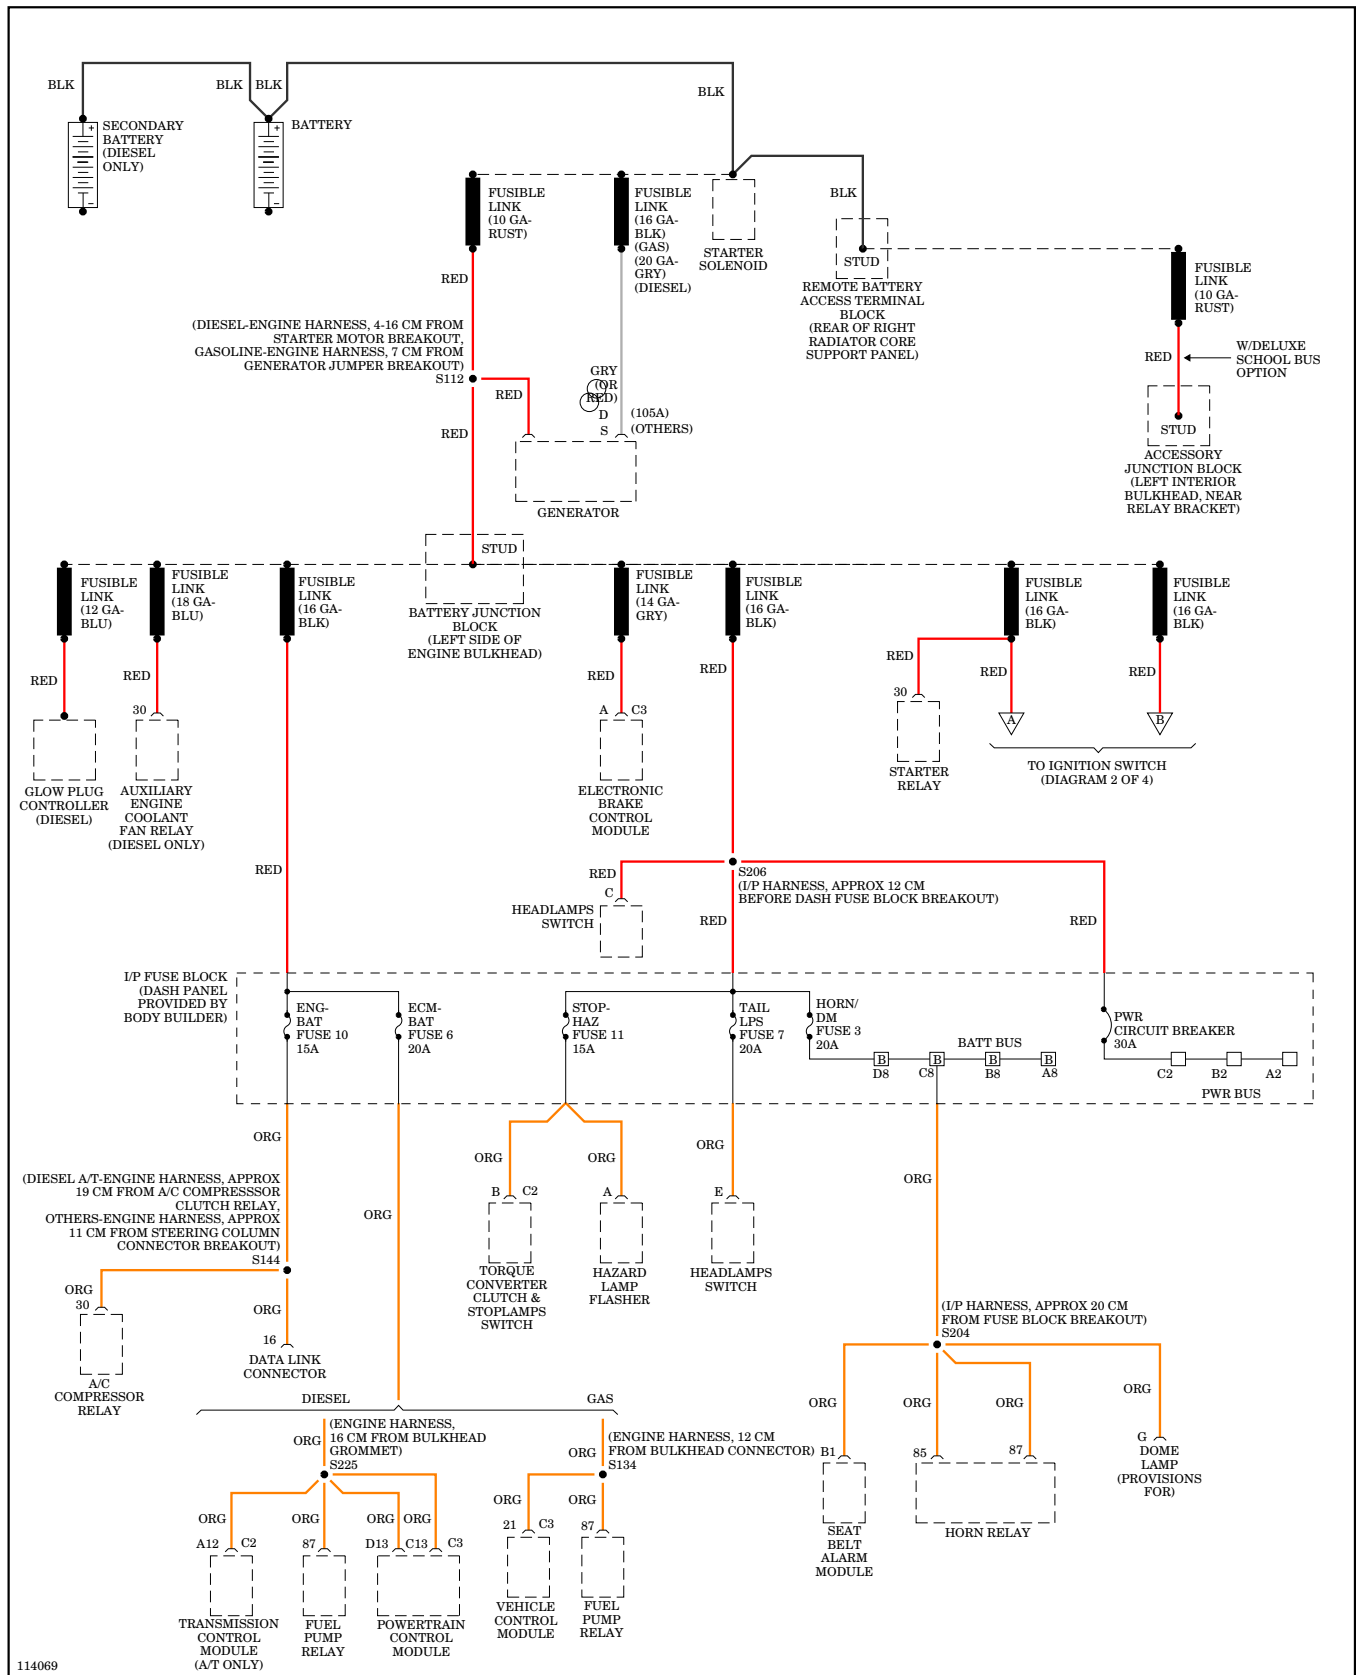 BLK
BLK
BLK
BLK
SECONDARY
BATTERY
(DIESEL
ONLY)
+
−
BATTERY
+
−
FUSIBLE
LINK
(10 GA-
RUST)
FUSIBLE
LINK
(16 GA-
BLK)
(GAS)
(20 GA-
GRY)
(DIESEL)
STARTER
SOLENOID
BLK
STUD
REMOTE BATTERY
ACCESS TERMINAL
BLOCK
(REAR OF RIGHT
RADIATOR CORE
SUPPORT PANEL)
FUSIBLE
LINK
(10 GA-
RUST)
RED
W/DELUXE
SCHOOL BUS
OPTION
STUD
ACCESSORY
JUNCTION BLOCK
(LEFT INTERIOR
BULKHEAD, NEAR
RELAY BRACKET)
RED
(DIESEL-ENGINE HARNESS, 4-16 CM FROM
STARTER MOTOR BREAKOUT,
GASOLINE-ENGINE HARNESS, 7 CM FROM
GENERATOR JUMPER BREAKOUT)
S112
RED
RED
GRY
(OR
RED)
D
(105A)
S
(OTHERS)
GENERATOR
STUD
BATTERY JUNCTION
BLOCK
(LEFT SIDE OF
ENGINE BULKHEAD)
FUSIBLE
LINK
(12 GA-
BLU)
FUSIBLE
LINK
(18 GA-
BLU)
FUSIBLE
LINK
(16 GA-
BLK)
FUSIBLE
LINK
(14 GA-
GRY)
FUSIBLE
LINK
(16 GA-
BLK)
FUSIBLE
LINK
(16 GA-
BLK)
FUSIBLE
LINK
(16 GA-
BLK)
RED
RED
RED
RED
RED
RED
RED
30
A
C3
30
A
B
GLOW PLUG
CONTROLLER
(DIESEL)
AUXILIARY
ENGINE
COOLANT
FAN RELAY
(DIESEL ONLY)
ELECTRONIC
BRAKE
CONTROL
MODULE
STARTER
RELAY
TO IGNITION SWITCH
(DIAGRAM 2 OF 4)
RED
RED
C
HEADLAMPS
SWITCH
S206
(I/P HARNESS, APPROX 12 CM
BEFORE DASH FUSE BLOCK BREAKOUT)
RED
RED
I/P FUSE BLOCK
(DASH PANEL
PROVIDED BY
BODY BUILDER)
ENG-
BAT
FUSE 10
15A
ECM-
BAT
FUSE 6
20A
STOP-
HAZ
FUSE 11
15A
TAIL
LPS
FUSE 7
20A
HORN/
DM
FUSE 3
20A
BATT BUS
B
B
B
B
D8
C8
B8
A8
PWR
CIRCUIT BREAKER
30A
C2
B2
A2
PWR BUS
ORG
ORG
ORG
ORG
ORG
ORG
(DIESEL A/T-ENGINE HARNESS, APPROX
19 CM FROM A/C COMPRESSSOR
CLUTCH RELAY,
OTHERS-ENGINE HARNESS, APPROX
11 CM FROM STEERING COLUMN
CONNECTOR BREAKOUT)
S144
ORG
30
A/C
COMPRESSOR
RELAY
ORG
16
DATA LINK
CONNECTOR
B
C2
TORQUE
CONVERTER
CLUTCH &
STOPLAMPS
SWITCH
A
HAZARD
LAMP
FLASHER
E
HEADLAMPS
SWITCH
(I/P HARNESS, APPROX 20 CM
FROM FUSE BLOCK BREAKOUT)
S204
ORG
ORG
ORG
ORG
B1
85
87
G
SEAT
BELT
ALARM
MODULE
HORN RELAY
DOME
LAMP
(PROVISIONS
FOR)
DIESEL
GAS
ORG
(ENGINE HARNESS,
16 CM FROM BULKHEAD
GROMMET)
S225
ORG
(ENGINE HARNESS, 12 CM
FROM BULKHEAD CONNECTOR)
S134
ORG
ORG
ORG
ORG
ORG
ORG
A12
C2
87
D13
C13
C3
21
C3
87
TRANSMISSION
CONTROL
MODULE
(A/T ONLY)
FUEL
PUMP
RELAY
POWERTRAIN
CONTROL
MODULE
VEHICLE
CONTROL
MODULE
FUEL
PUMP
RELAY
114069